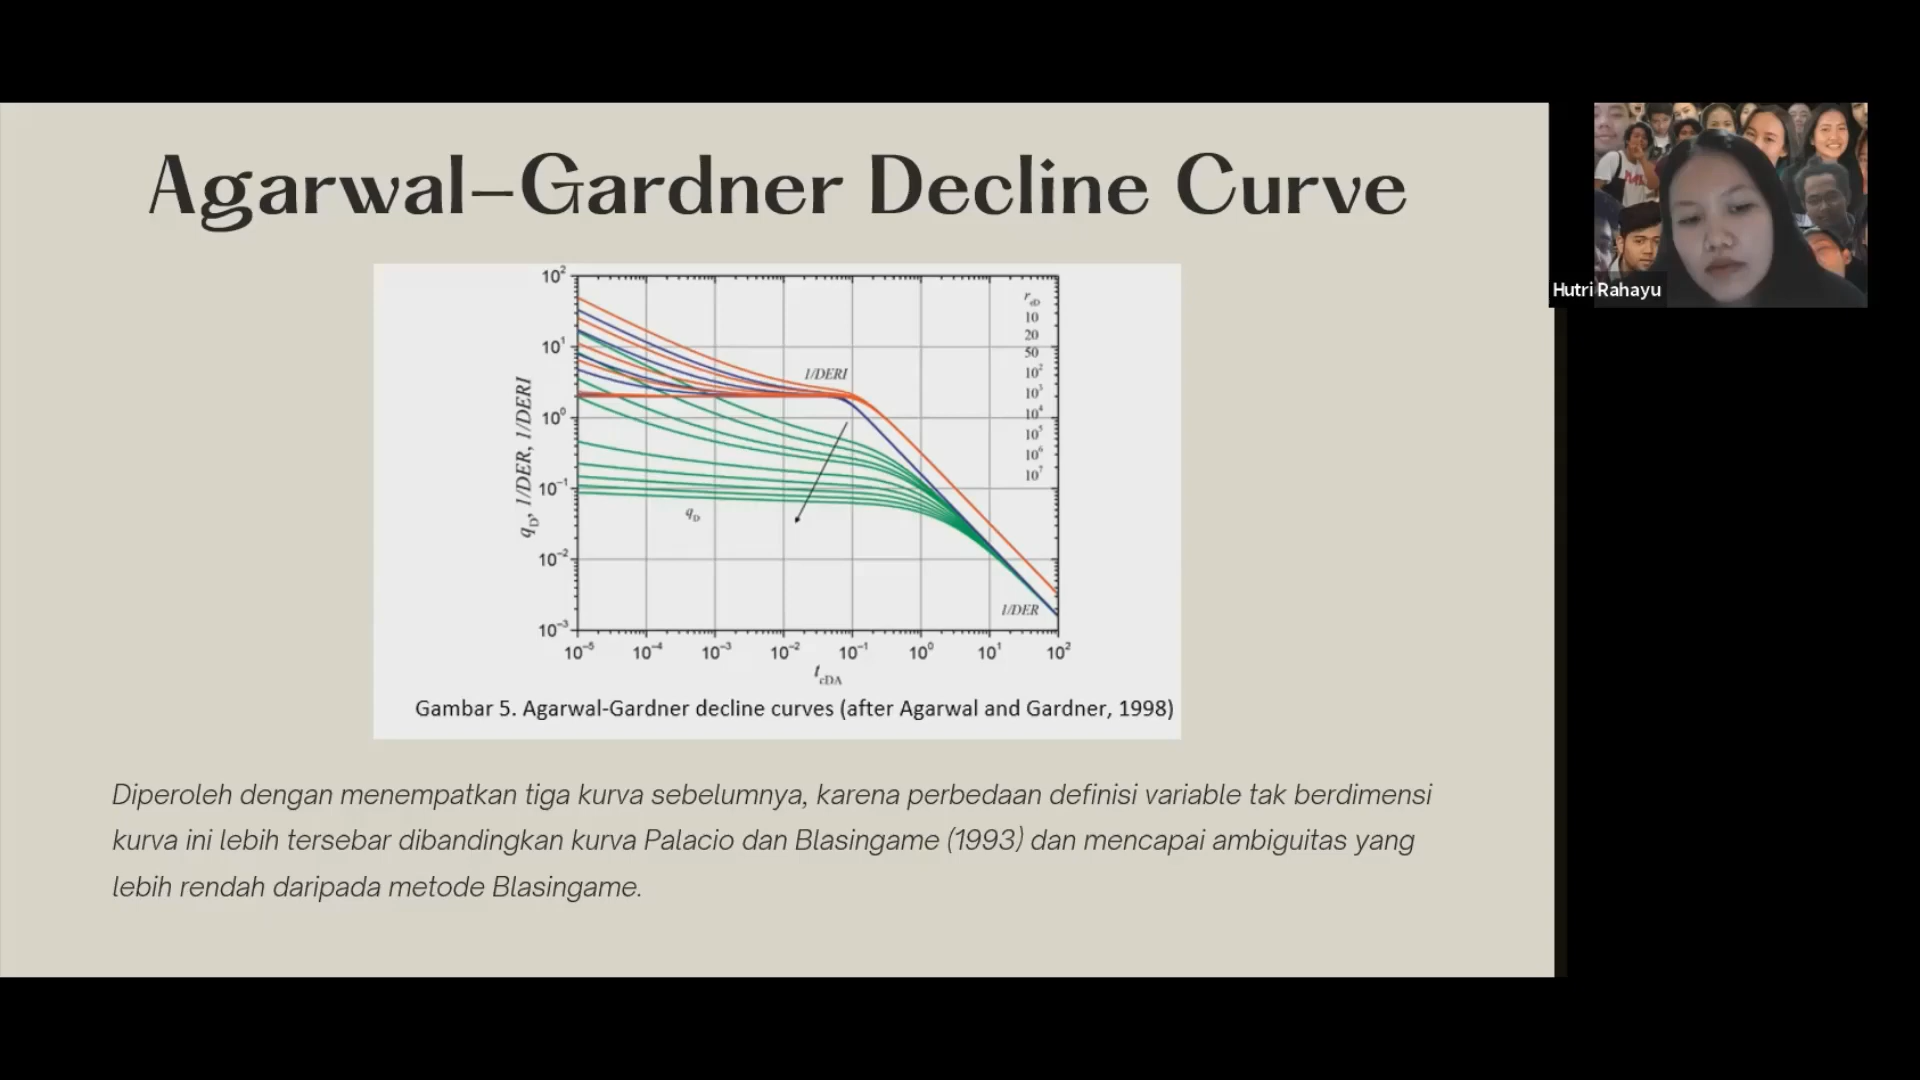 Agarwal–Gardner Decline Curve
Hutri Rahayu
q_D, 1/DER, 1/DERI
10²
10¹
10⁰
10⁻¹
10⁻²
10⁻³
1/DERI
q_D
1/DER
r_eD
10
20
50
10²
10³
10⁴
10⁵
10⁶
10⁷
10⁻⁵ 10⁻⁴ 10⁻³ 10⁻² 10⁻¹ 10⁰ 10¹ 10²
t_cDA
Gambar 5. Agarwal-Gardner decline curves (after Agarwal and Gardner, 1998)
Diperoleh dengan menempatkan tiga kurva sebelumnya, karena perbedaan definisi variable tak berdimensi
kurva ini lebih tersebar dibandingkan kurva Palacio dan Blasingame (1993) dan mencapai ambiguitas yang
lebih rendah daripada metode Blasingame.